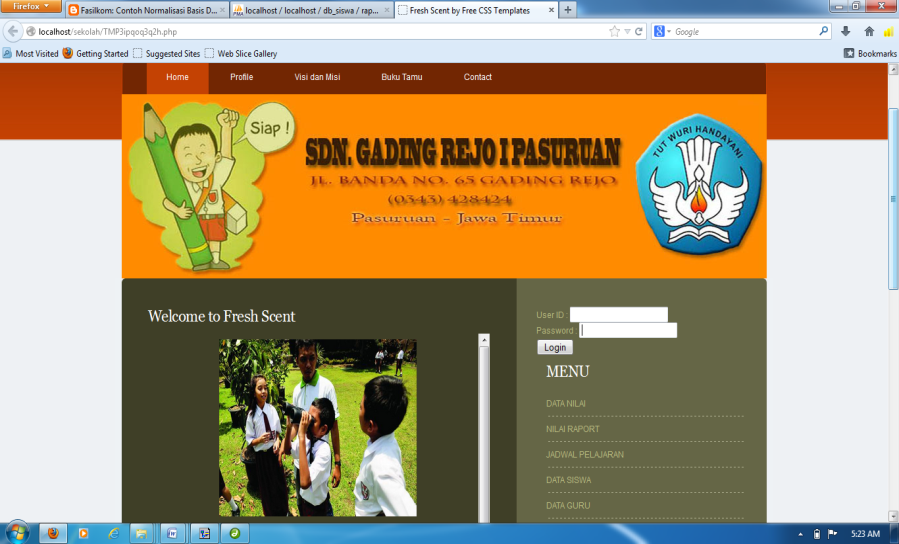 Firefox
Fasilkom: Contoh Normalisasi Basis D...
localhost / localhost / db_siswa / rap...
Fresh Scent by Free CSS Templates
localhost/sekolah/TMP3ipqoq3q2h.php
Google
Most Visited
Getting Started
Suggested Sites
Web Slice Gallery
Bookmarks
Home
Profile
Visi dan Misi
Buku Tamu
Contact
Siap !
SDN. GADING REJO I PASURUAN
JL. BANDA NO. 65 GADING REJO
(0343) 428424
Pasuruan - Jawa Timur
TUT WURI HANDAYANI
Welcome to Fresh Scent
User ID :
Password :
Login
MENU
DATA NILAI
NILAI RAPORT
JADWAL PELAJARAN
DATA SISWA
DATA GURU
5:23 AM